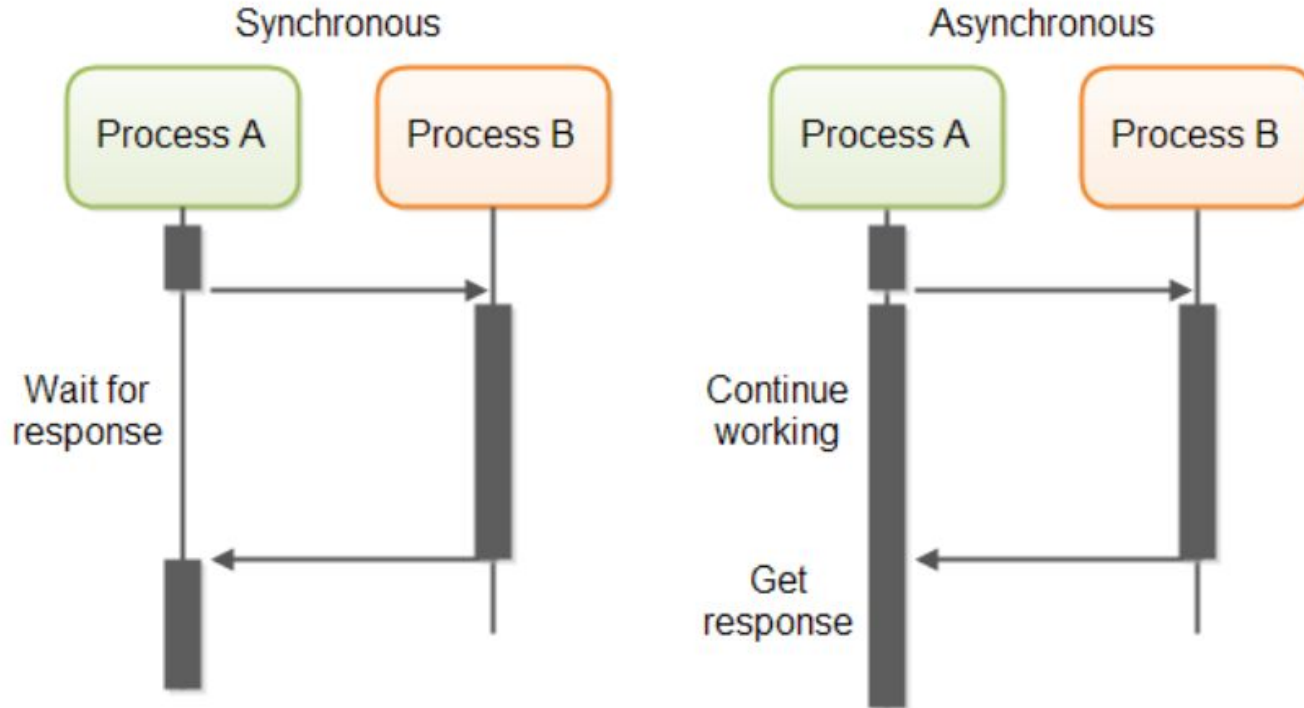 Synchronous
Asynchronous
Process A
Process B
Process A
Process B
Wait for
response
Continue
working
Get
response